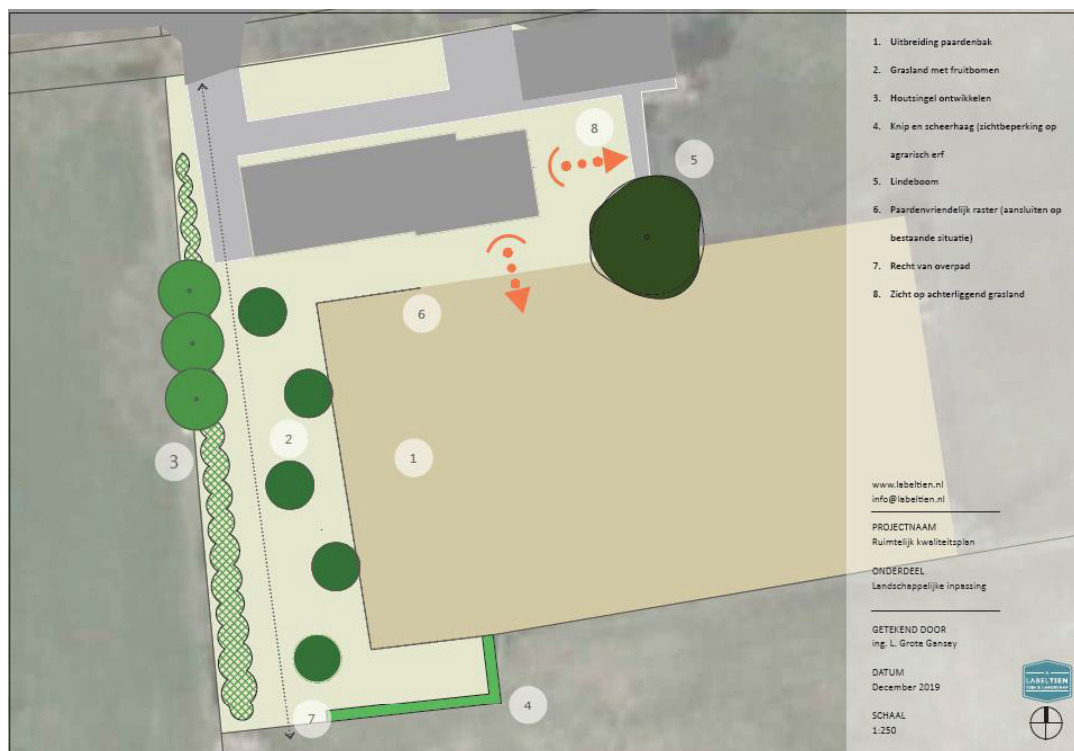 1. Uitbreiding paardenbak
2. Grasland met fruitbomen
3. Houtsingel ontwikkelen
4. Knip en scheerhaag (zichtbeperking op
agrarisch erf
5. Lindeboom
6. Paardenvriendelijk raster (aansluiten op
bestaande situatie)
7. Recht van overpad
8. Zicht op achterliggend grasland
8
5
6
2
1
3
7
4
www.labeltien.nl
info@labeltien.nl
PROJECTNAAM
Ruimtelijk kwaliteitsplan
ONDERDEEL
Landschappelijke inpassing
GETEKEND DOOR
ing. L. Grote Gansey
DATUM
December 2019
SCHAAL
1:250
LABELTIEN
TUIN & LANDSCHAP